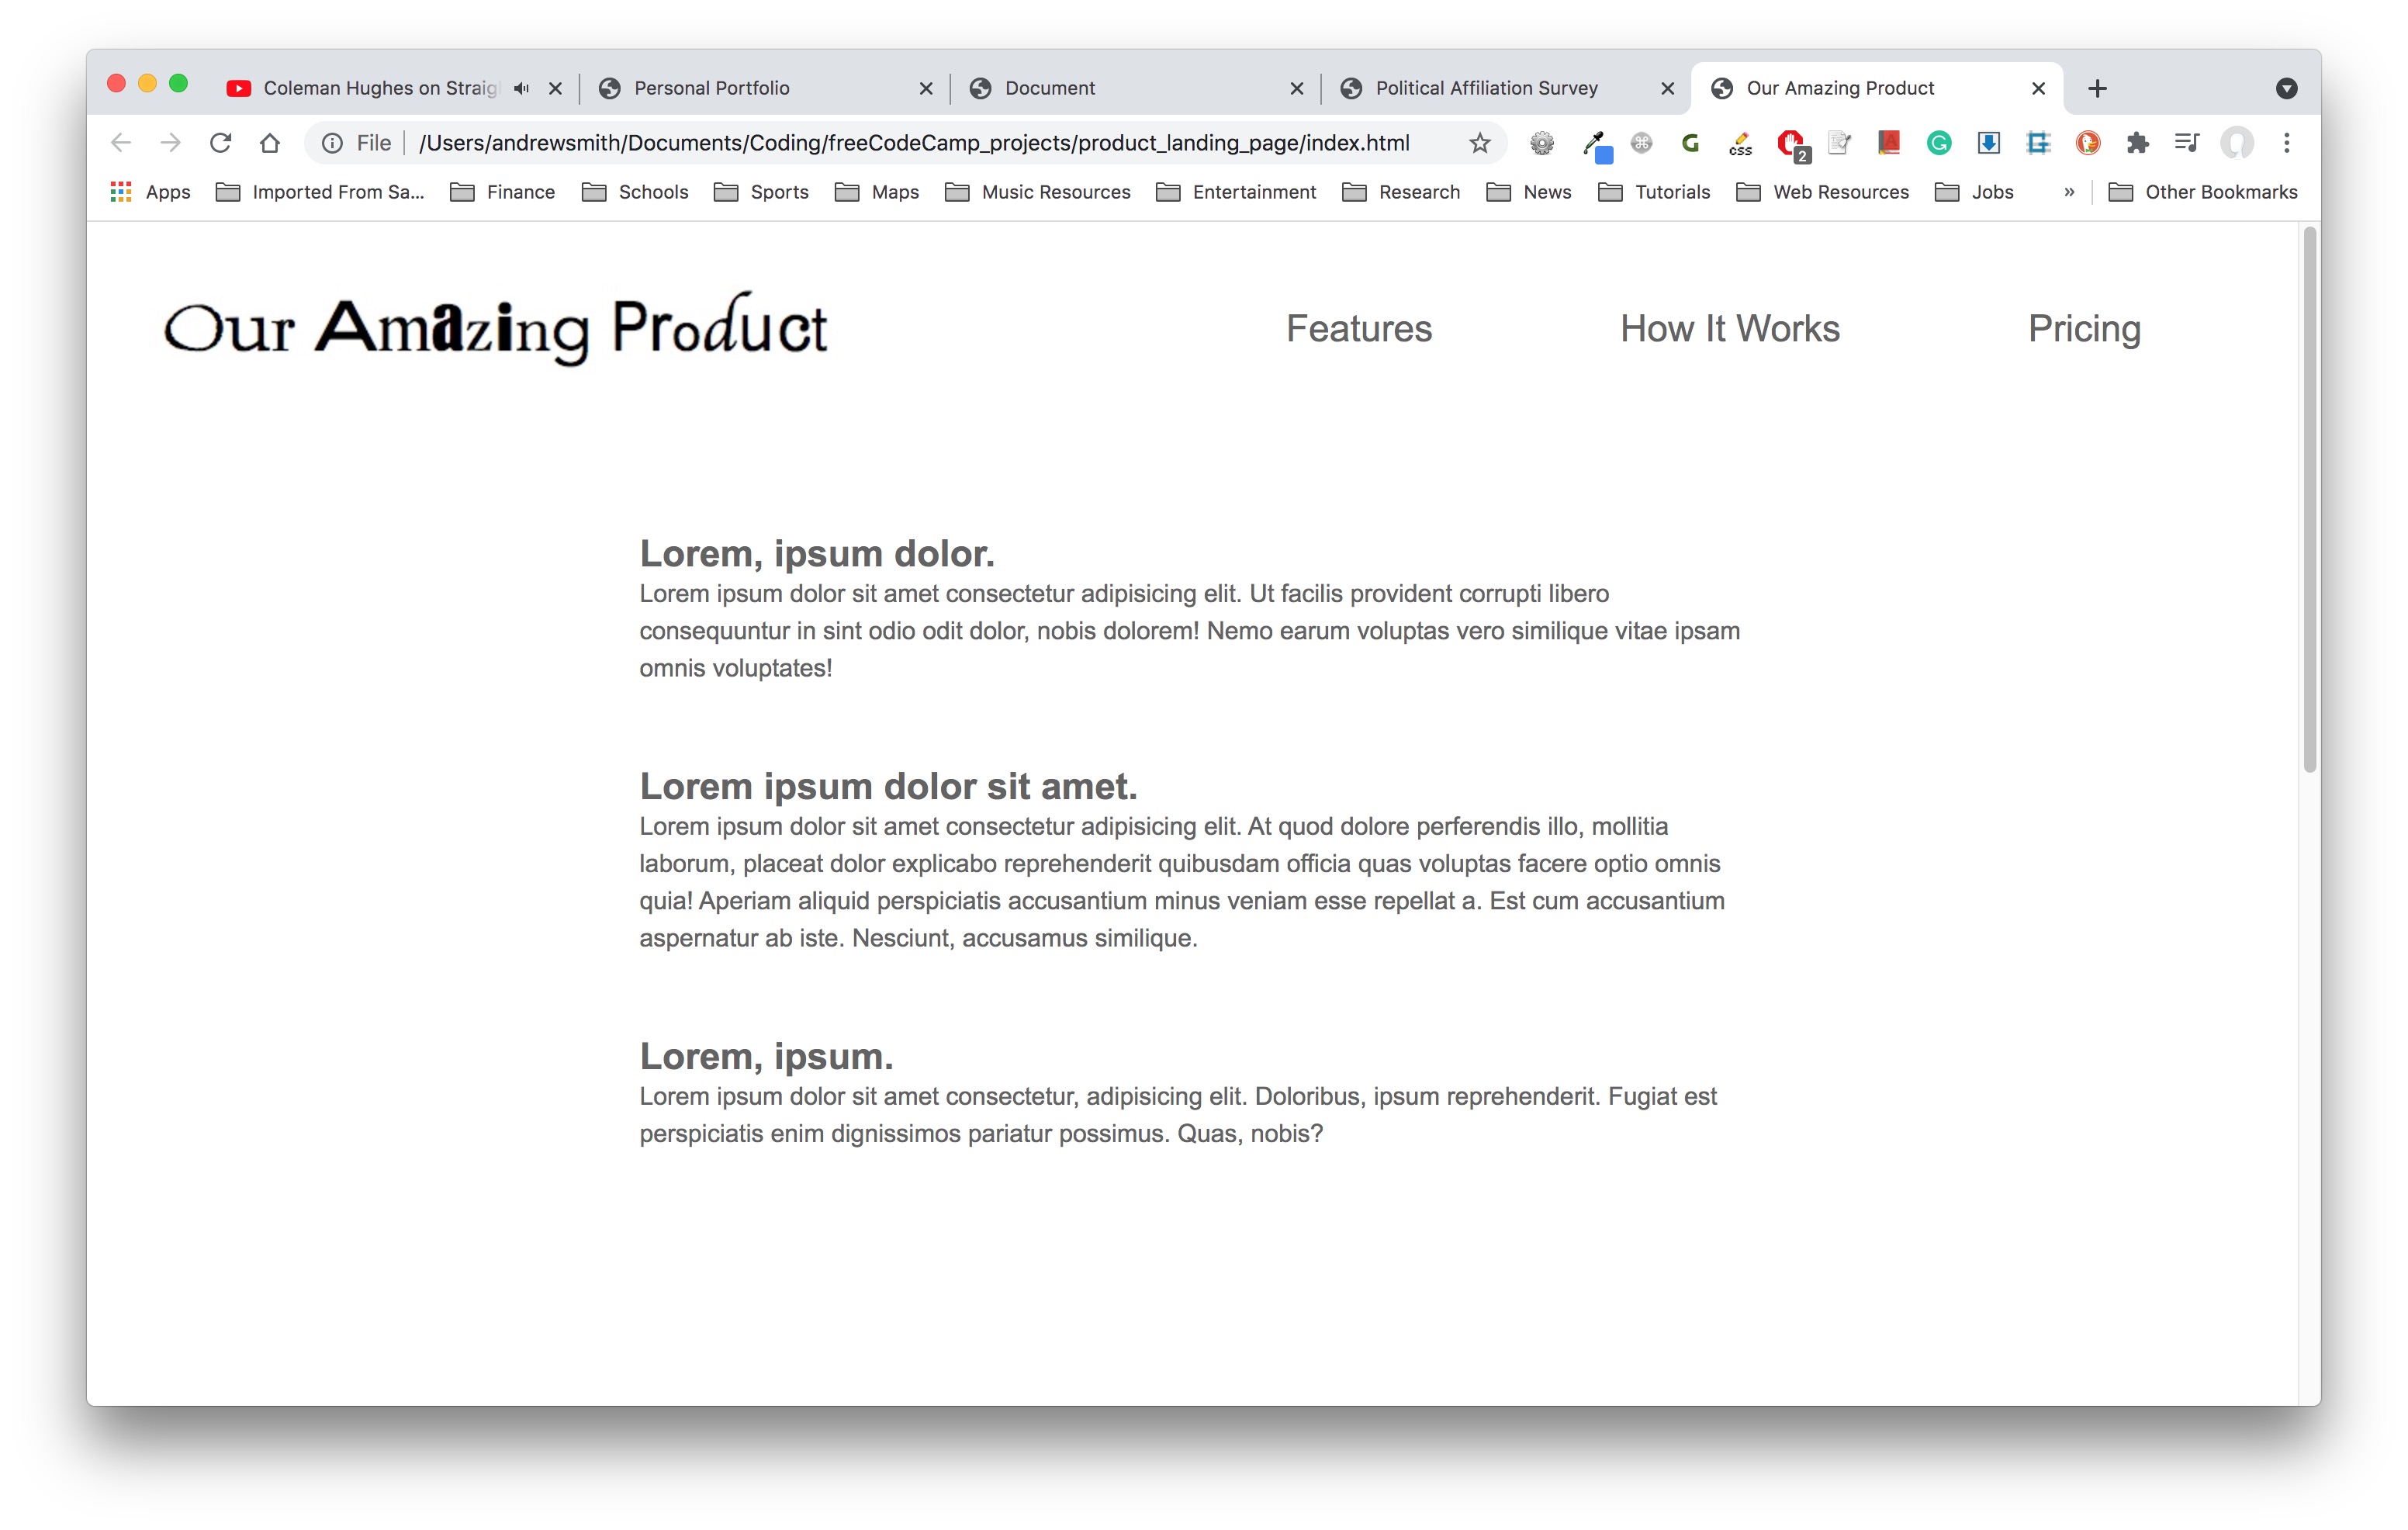 Coleman Hughes on Straig
Personal Portfolio
Document
Political Affiliation Survey
Our Amazing Product
File /Users/andrewsmith/Documents/Coding/freeCodeCamp_projects/product_landing_page/index.html
G
css
2
A
G
Apps Imported From Sa... Finance Schools Sports Maps Music Resources Entertainment Research News Tutorials Web Resources Jobs » Other Bookmarks
Our Amazing Product
Features How It Works Pricing
Lorem, ipsum dolor.
Lorem ipsum dolor sit amet consectetur adipisicing elit. Ut facilis provident corrupti libero
consequuntur in sint odio odit dolor, nobis dolorem! Nemo earum voluptas vero similique vitae ipsam
omnis voluptates!
Lorem ipsum dolor sit amet.
Lorem ipsum dolor sit amet consectetur adipisicing elit. At quod dolore perferendis illo, mollitia
laborum, placeat dolor explicabo reprehenderit quibusdam officia quas voluptas facere optio omnis
quia! Aperiam aliquid perspiciatis accusantium minus veniam esse repellat a. Est cum accusantium
aspernatur ab iste. Nesciunt, accusamus similique.
Lorem, ipsum.
Lorem ipsum dolor sit amet consectetur, adipisicing elit. Doloribus, ipsum reprehenderit. Fugiat est
perspiciatis enim dignissimos pariatur possimus. Quas, nobis?